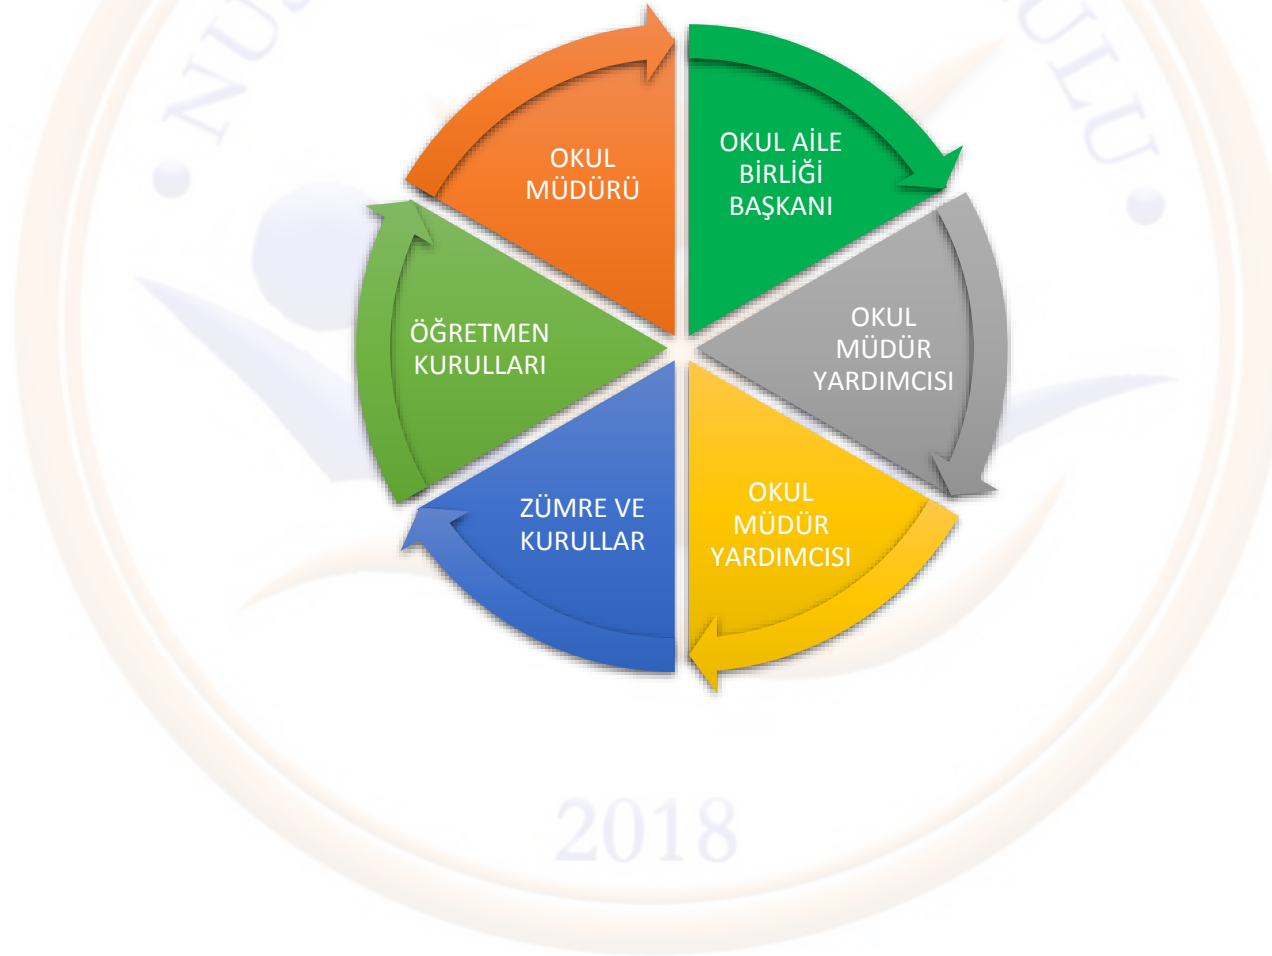 OKUL
MÜDÜRÜ
OKUL AİLE
BİRLİĞİ
BAŞKANI
OKUL
MÜDÜR
YARDIMCISI
OKUL
MÜDÜR
YARDIMCISI
ZÜMRE VE
KURULLAR
ÖĞRETMEN
KURULLARI
2018